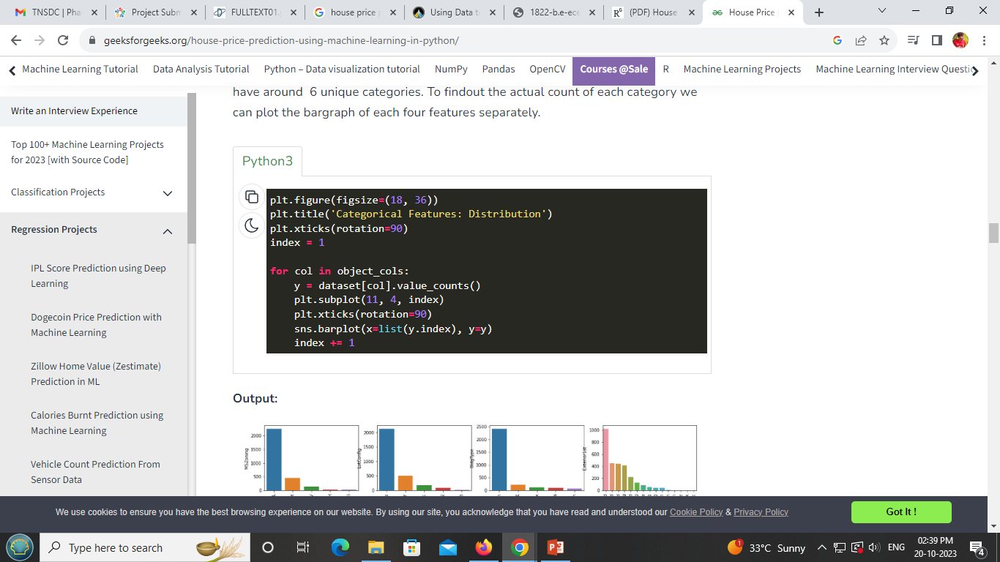 TNSDC | Pha
Project Subm
FULLTEXT01.p
house price p
Using Data to
1822-b.e-ece
(PDF) House
House Price
geeksforgeeks.org/house-price-prediction-using-machine-learning-in-python/
Machine Learning Tutorial Data Analysis Tutorial Python – Data visualization tutorial NumPy Pandas OpenCV Courses @Sale R Machine Learning Projects Machine Learning Interview Questio
have around 6 unique categories. To findout the actual count of each category we
can plot the bargraph of each four features separately.
Write an Interview Experience
Top 100+ Machine Learning Projects
for 2023 [with Source Code]
Classification Projects
Regression Projects
IPL Score Prediction using Deep
Learning
Dogecoin Price Prediction with
Machine Learning
Zillow Home Value (Zestimate)
Prediction in ML
Calories Burnt Prediction using
Machine Learning
Vehicle Count Prediction From
Sensor Data
Python3
plt.figure(figsize=(18, 36))
plt.title('Categorical Features: Distribution')
plt.xticks(rotation=90)
index = 1
for col in object_cols:
    y = dataset[col].value_counts()
    plt.subplot(11, 4, index)
    plt.xticks(rotation=90)
    sns.barplot(x=list(y.index), y=y)
    index += 1
Output:
MSZoning
2000
1500
1000
500
0
LotConfig
2000
1500
1000
500
0
BldgType
2500
2000
1500
1000
500
0
Exterior1st
1000
800
600
400
200
0
We use cookies to ensure you have the best browsing experience on our website. By using our site, you acknowledge that you have read and understood our Cookie Policy & Privacy Policy
Got It !
Type here to search
1
33°C Sunny
ENG
02:39 PM
20-10-2023
4